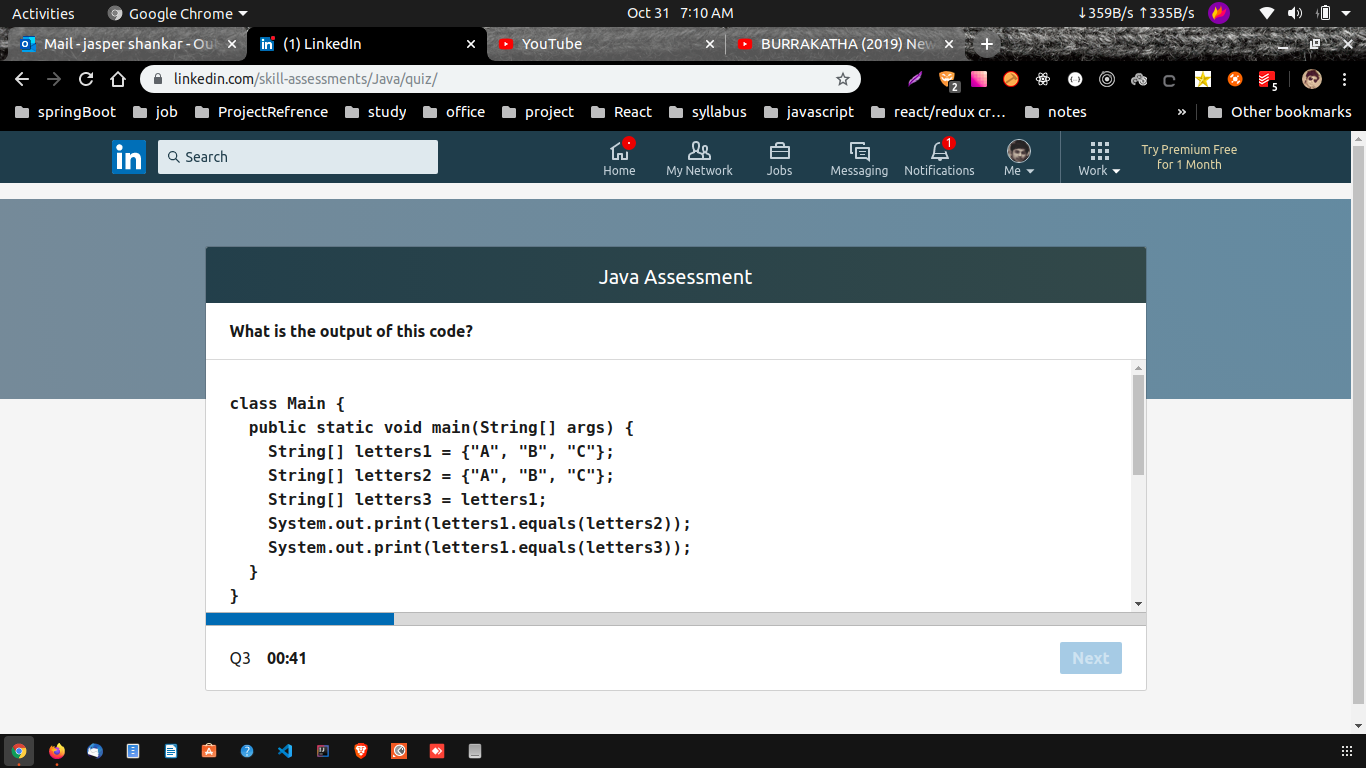 Activities Google Chrome Oct 31 7:10 AM ↓359B/s ↑335B/s
Mail - jasper shankar - Ou (1) LinkedIn YouTube BURRAKATHA (2019) New
linkedin.com/skill-assessments/Java/quiz/ 2 5
springBoot job ProjectRefrence study office project React syllabus javascript react/redux cr... notes » Other bookmarks
in Search Home My Network Jobs Messaging 1 Notifications Me Work Try Premium Free
for 1 Month
Java Assessment
What is the output of this code?
class Main {
  public static void main(String[] args) {
    String[] letters1 = {"A", "B", "C"};
    String[] letters2 = {"A", "B", "C"};
    String[] letters3 = letters1;
    System.out.print(letters1.equals(letters2));
    System.out.print(letters1.equals(letters3));
  }
}
Q3 00:41 Next